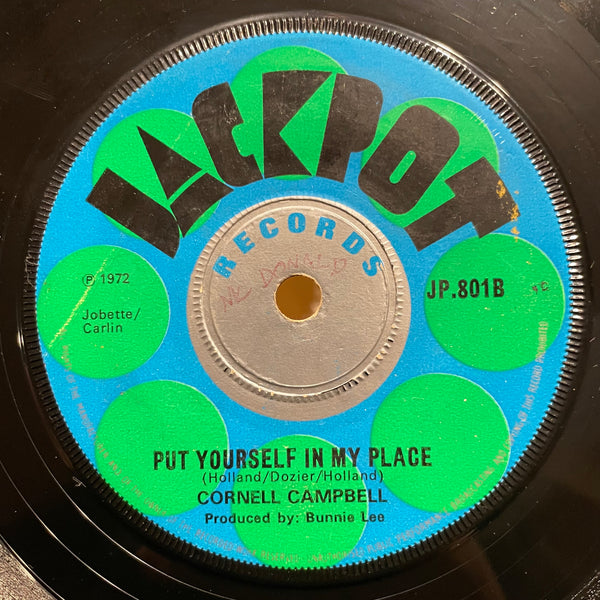 JACKPOT
RECORDS
℗ 1972
Jobette/
Carlin
JP.801B
PUT YOURSELF IN MY PLACE
(Holland/Dozier/Holland)
CORNELL CAMPBELL
Produced by: Bunnie Lee